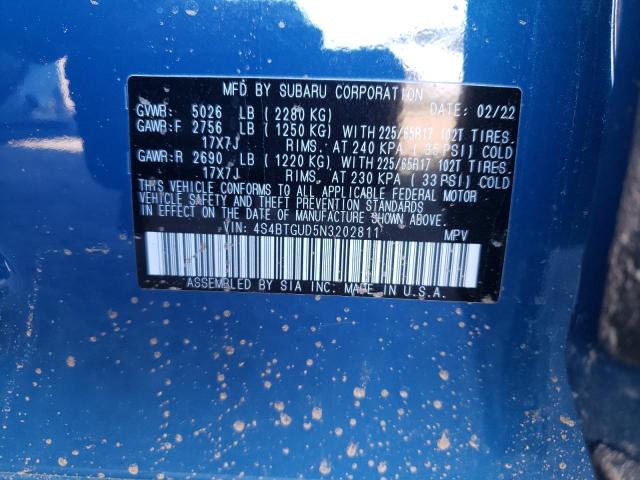 MFD BY SUBARU CORPORATION DATE: 02/22
GVWR: 5026 LB ( 2280 KG)
GAWR:F 2756 LB ( 1250 KG) WITH 225/65R17 102T TIRES,
17X7J RIMS, AT 240 KPA ( 35 PSI) COLD
GAWR:R 2690 LB ( 1220 KG) WITH 225/65R17 102T TIRES,
17X7J RIMS, AT 230 KPA ( 33 PSI) COLD
THIS VEHICLE CONFORMS TO ALL APPLICABLE FEDERAL MOTOR
VEHICLE SAFETY AND THEFT PREVENTION STANDARDS IN EFFECT
ON THE DATE OF MANUFACTURE SHOWN ABOVE.
VIN: 4S4BTGUD5N3202811 MPV
ASSEMBLED BY SIA INC. MADE IN U.S.A.